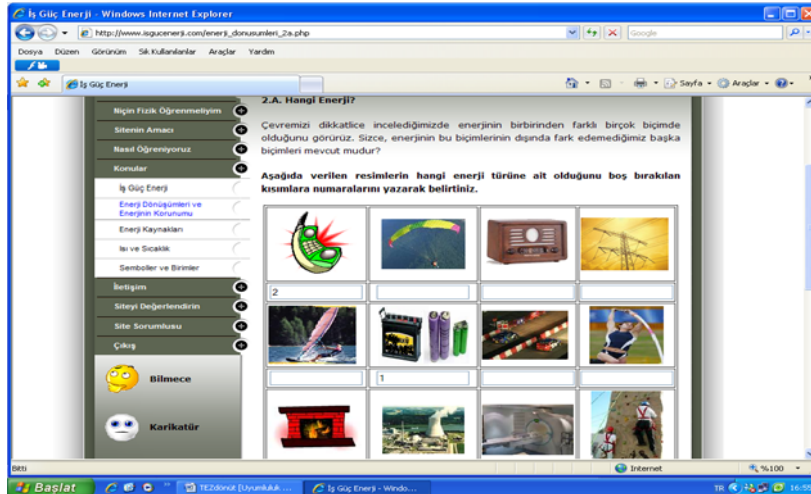 İş Güç Enerji - Windows Internet Explorer
http://www.isgucenerji.com/enerji_donusumleri_2a.php
Google
Dosya Düzen Görünüm Sık Kullanılanlar Araçlar Yardım
İş Güç Enerji
Sayfa Araçlar
Niçin Fizik Öğrenmeliyim
Sitenin Amacı
Nasıl Öğreniyoruz
Konular
İş Güç Enerji
Enerji Dönüşümleri ve
Enerjinin Korunumu
Enerji Kaynakları
Isı ve Sıcaklık
Semboller ve Birimler
İletişim
Siteyi Değerlendirin
Site Sorumlusu
Çıkış
Bilmece
Karikatür
2.A. Hangi Enerji?
Çevremizi dikkatlice incelediğimizde enerjinin birbirinden farklı birçok biçimde
olduğunu görürüz. Sizce, enerjinin bu biçimlerinin dışında fark edemediğimiz başka
biçimleri mevcut mudur?
Aşağıda verilen resimlerin hangi enerji türüne ait olduğunu boş bırakılan
kısımlara numaralarını yazarak belirtiniz.
2
1
Bitti
Internet
%100
Başlat
TEZdönüt [Uyumluluk ...
İş Güç Enerji - Windo...
TR
16:55